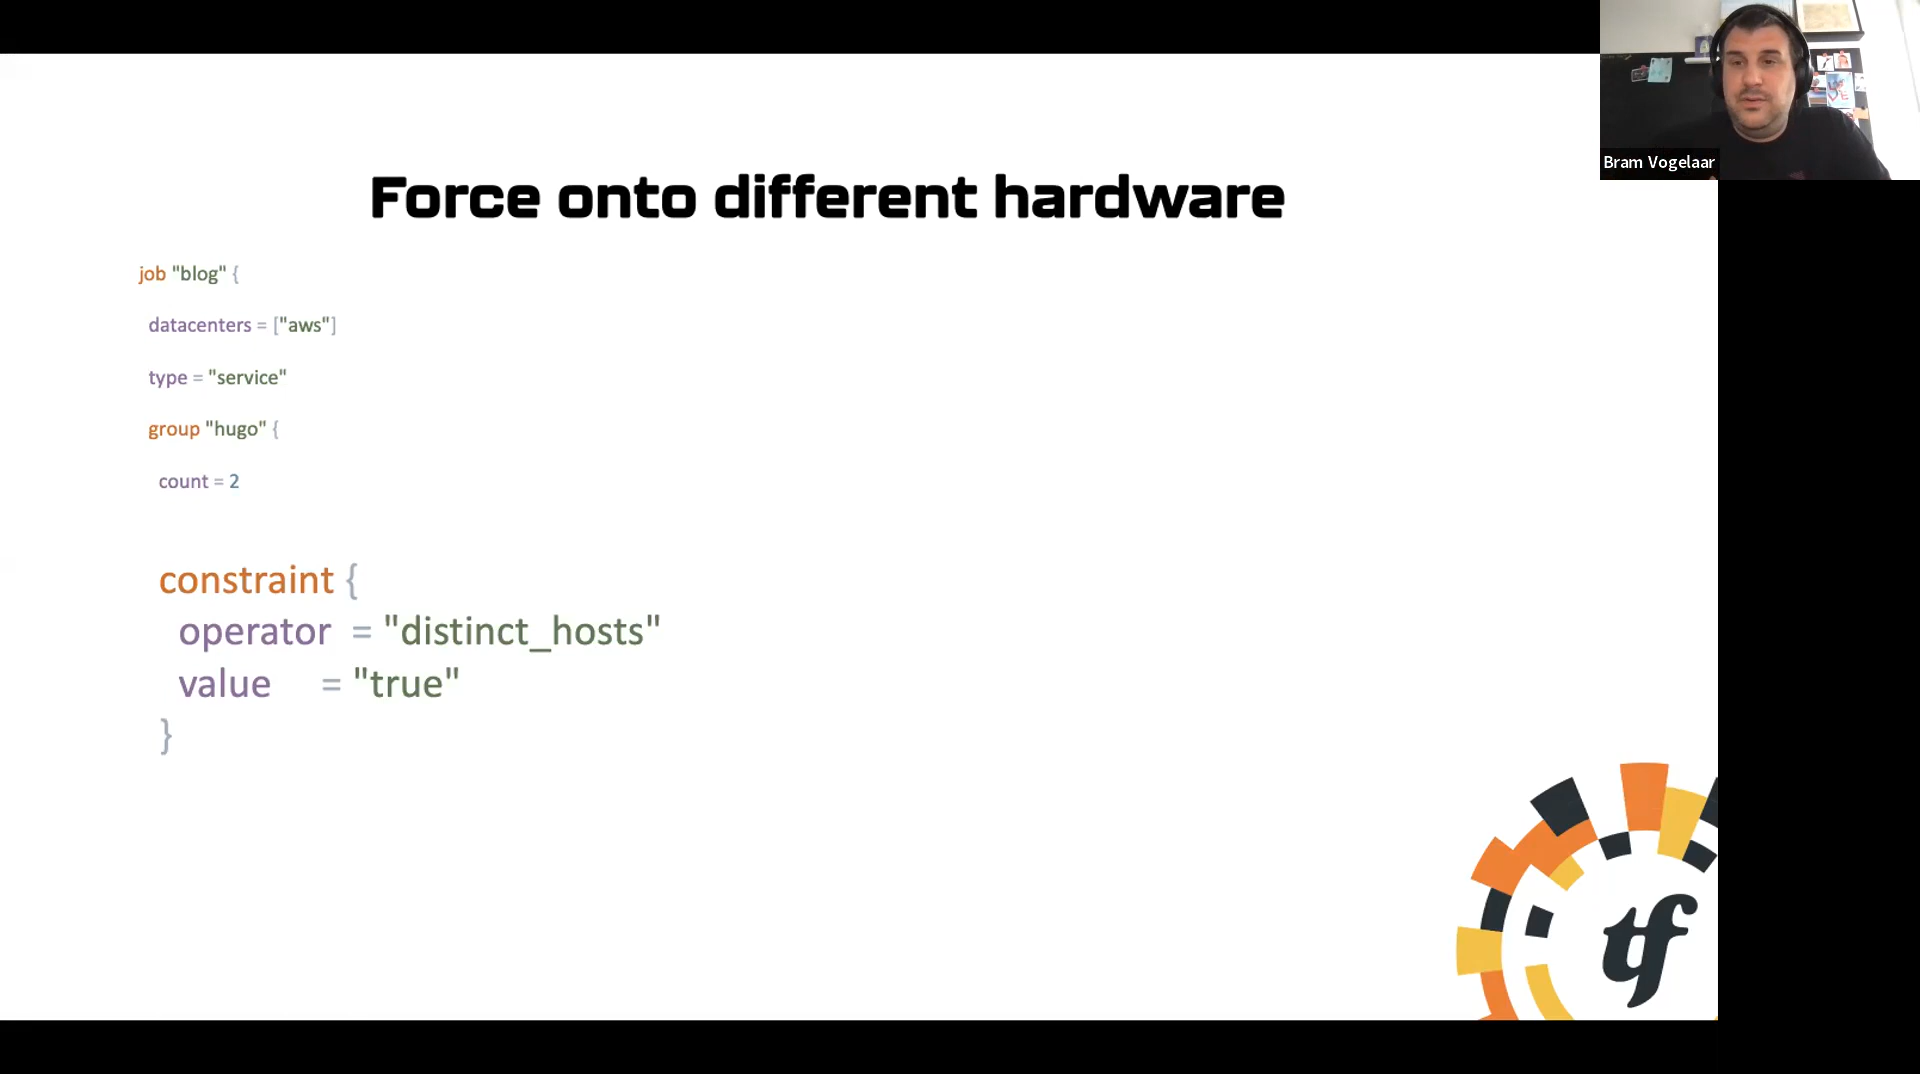 Bram Vogelaar
Force onto different hardware
job "blog" {
datacenters = ["aws"]
type = "service"
group "hugo" {
count = 2
constraint {
operator = "distinct_hosts"
value = "true"
}
tf